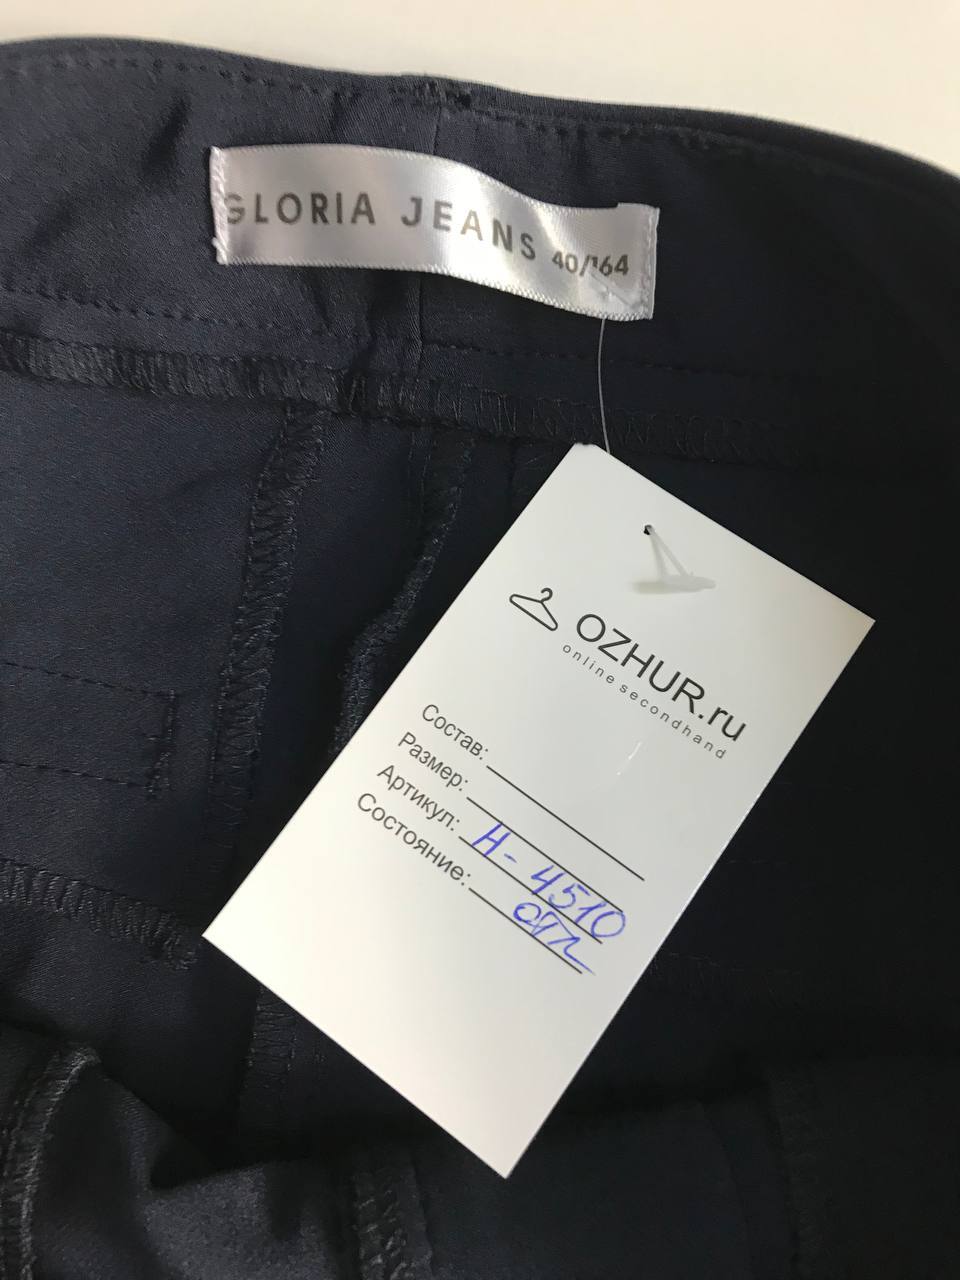 GLORIA JEANS 40/164
OZHUR.ru
online secondhand
Состав:
Размер:
Артикул: Н-4510
Состояние: отл